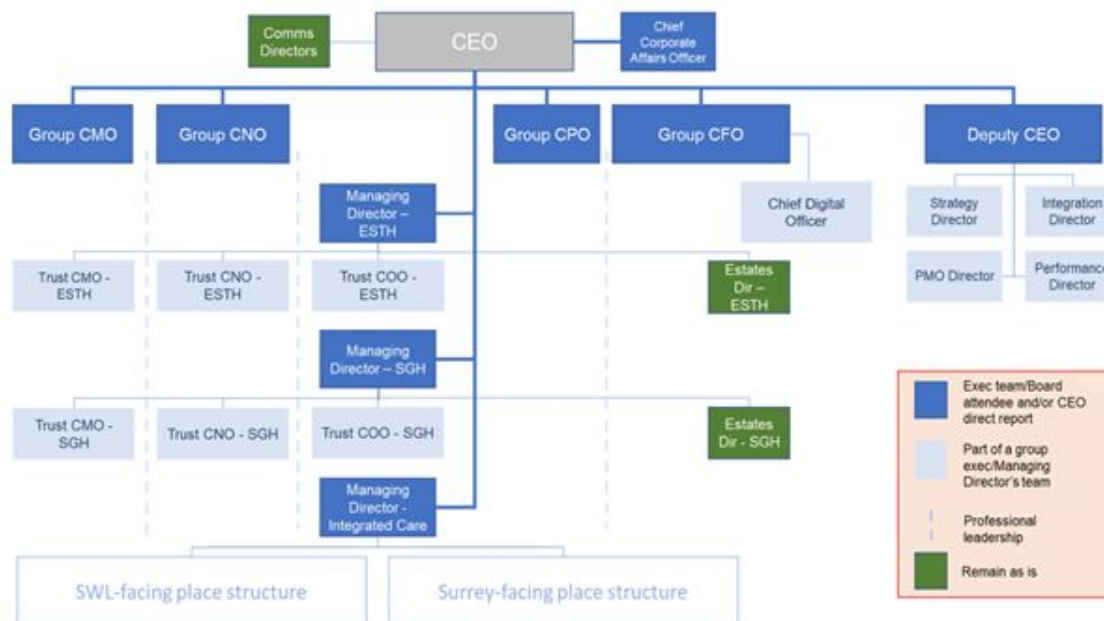 Comms
Directors
CEO
Chief
Corporate
Affairs Officer
Group CMO
Group CNO
Group CPO
Group CFO
Deputy CEO
Managing
Director –
ESTH
Chief Digital
Officer
Strategy
Director
Integration
Director
Trust CMO -
ESTH
Trust CNO -
ESTH
Trust COO -
ESTH
Estates
Dir –
ESTH
PMO Director
Performance
Director
Managing
Director – SGH
Trust CMO -
SGH
Trust CNO - SGH
Trust COO - SGH
Estates
Dir - SGH
Managing
Director -
Integrated Care
SWL-facing place structure
Surrey-facing place structure
Exec team/Board
attendee and/or CEO
direct report
Part of a group
exec/Managing
Director's team
Professional
leadership
Remain as is